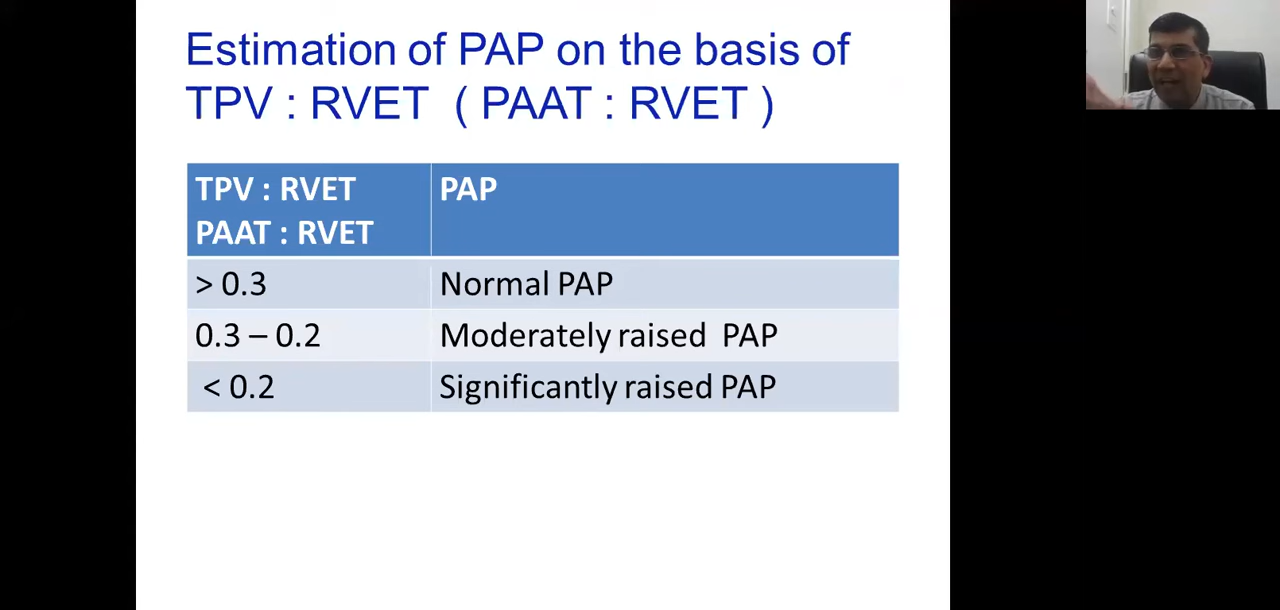 Estimation of PAP on the basis of
TPV : RVET ( PAAT : RVET )
TPV : RVET PAP
PAAT : RVET
> 0.3 Normal PAP
0.3 – 0.2 Moderately raised PAP
< 0.2 Significantly raised PAP